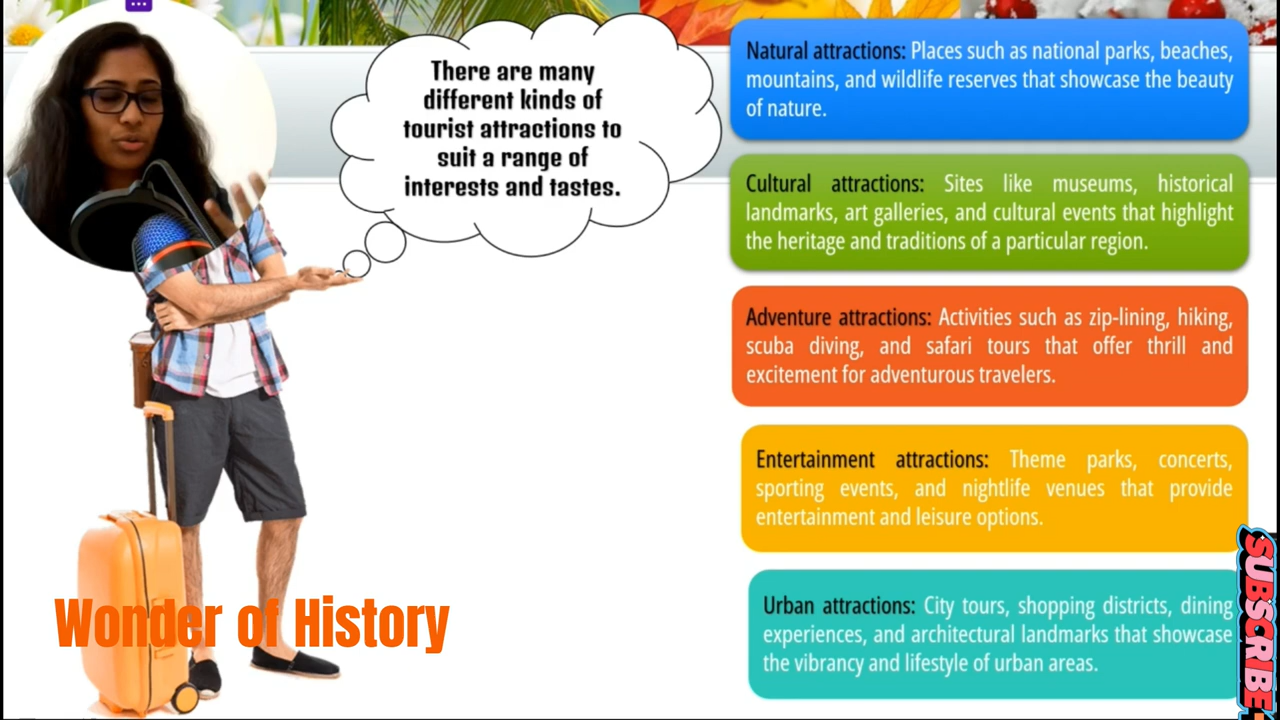 There are many
different kinds of
tourist attractions to
suit a range of
interests and tastes.
Natural attractions: Places such as national parks, beaches,
mountains, and wildlife reserves that showcase the beauty
of nature.
Cultural attractions: Sites like museums, historical
landmarks, art galleries, and cultural events that highlight
the heritage and traditions of a particular region.
Adventure attractions: Activities such as zip-lining, hiking,
scuba diving, and safari tours that offer thrill and
excitement for adventurous travelers.
Entertainment attractions: Theme parks, concerts,
sporting events, and nightlife venues that provide
entertainment and leisure options.
Urban attractions: City tours, shopping districts, dining
experiences, and architectural landmarks that showcase
the vibrancy and lifestyle of urban areas.
Wonder of History
SUBSCRIBE